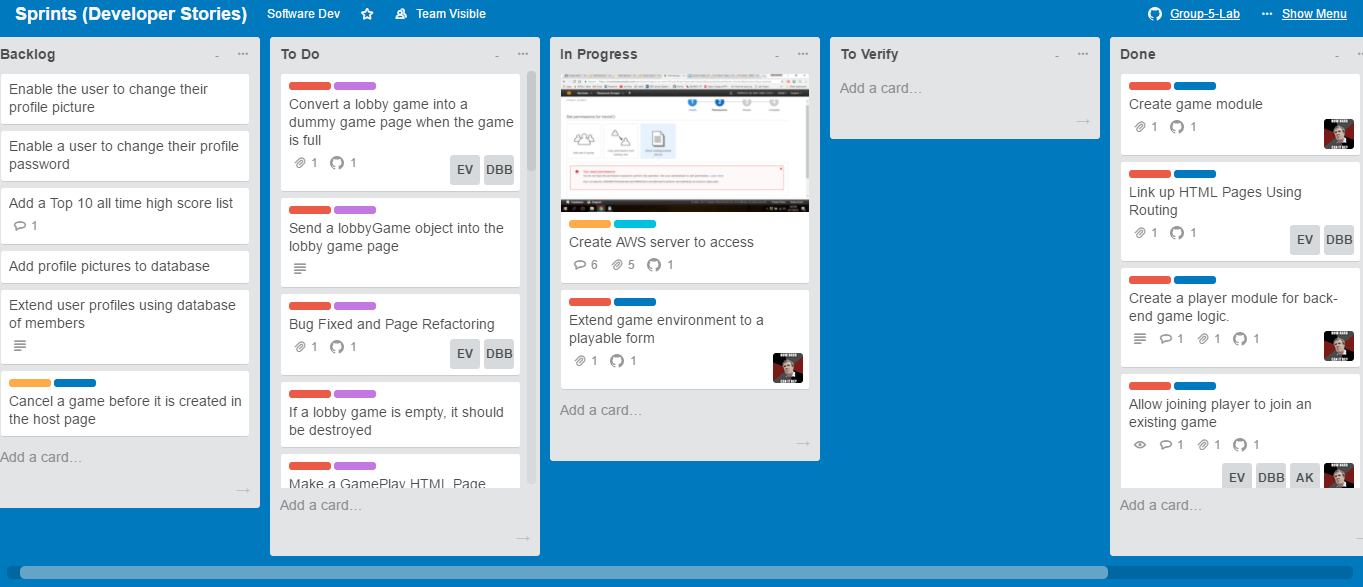 Sprints (Developer Stories) Software Dev Team Visible Group-5-Lab Show Menu
Backlog
Enable the user to change their
profile picture
Enable a user to change their profile
password
Add a Top 10 all time high score list
1
Add profile pictures to database
Extend user profiles using database
of members
Cancel a game before it is created in
the host page
Add a card…
To Do
Convert a lobby game into a
dummy game page when the game
is full
1 1
EV DBB
Send a lobbyGame object into the
lobby game page
Bug Fixed and Page Refactoring
1 1
EV DBB
If a lobby game is empty, it should
be destroyed
Make a GamePlay HTML Page
Add a card…
In Progress
Create AWS server to access
6 5 1
Extend game environment to a
playable form
1 1
Add a card…
To Verify
Add a card…
Done
Create game module
1 1
Link up HTML Pages Using
Routing
1 1
EV DBB
Create a player module for back-
end game logic.
1 1 1
Allow joining player to join an
existing game
1 1 1
EV DBB AK
Add a card…